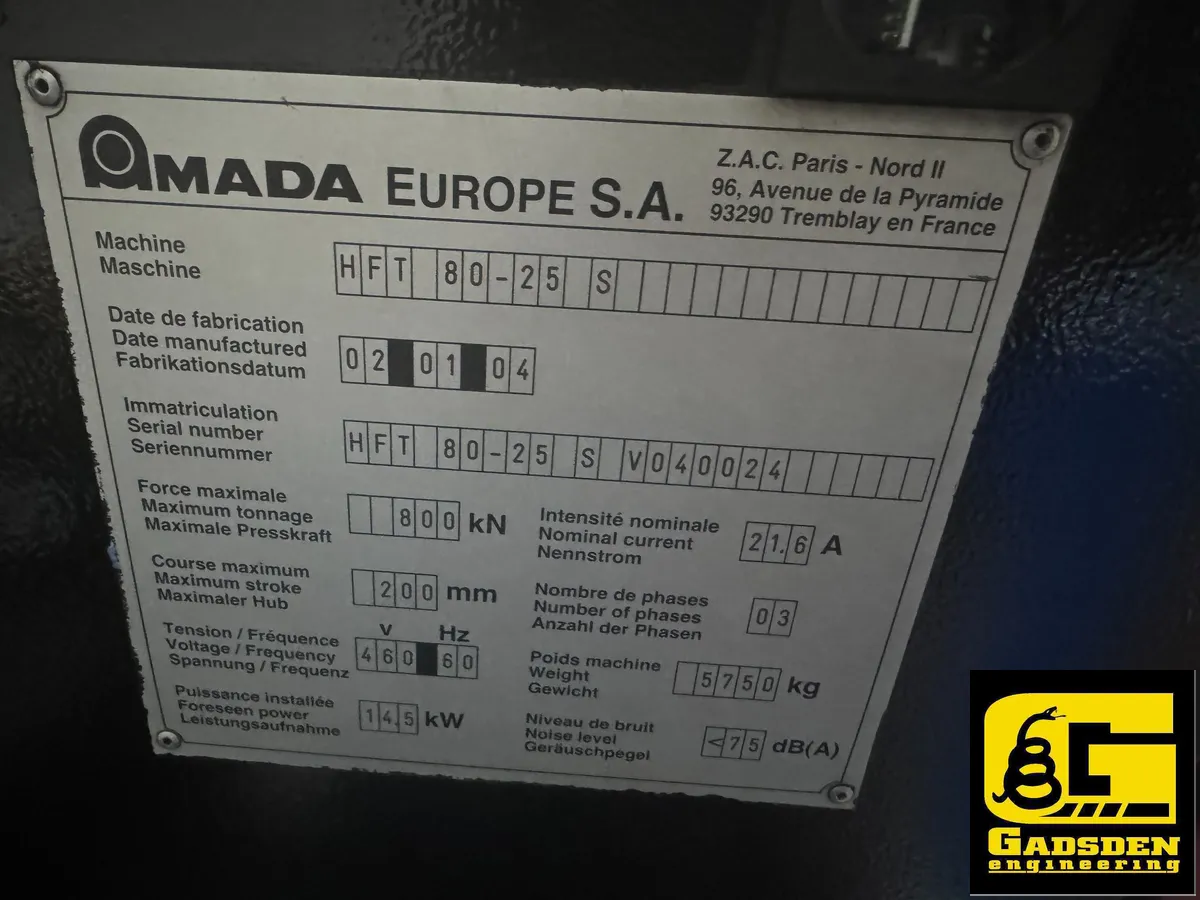 AMADA EUROPE S.A.
Z.A.C. Paris - Nord II
96, Avenue de la Pyramide
93290 Tremblay en France
Machine
Maschine
HFT 80-25 S
Date de fabrication
Date manufactured
Fabrikationsdatum
02 01 04
Immatriculation
Serial number
Seriennummer
HFT 80-25 S V040024
Force maximale
Maximum tonnage
Maximale Presskraft
800 kN
Intensité nominale
Nominal current
Nennstrom
21.6 A
Course maximum
Maximum stroke
Maximaler Hub
200 mm
Nombre de phases
Number of phases
Anzahl der Phasen
03
Tension / Fréquence
Voltage / Frequency
Spannung / Frequenz
V Hz
460 60
Poids machine
Weight
Gewicht
5750 kg
Puissance installée
Foreseen power
Leistungsaufnahme
14.5 kW
Niveau de bruit
Noise level
Geräuschpegel
<75 dB(A)
GADSDEN
engineering